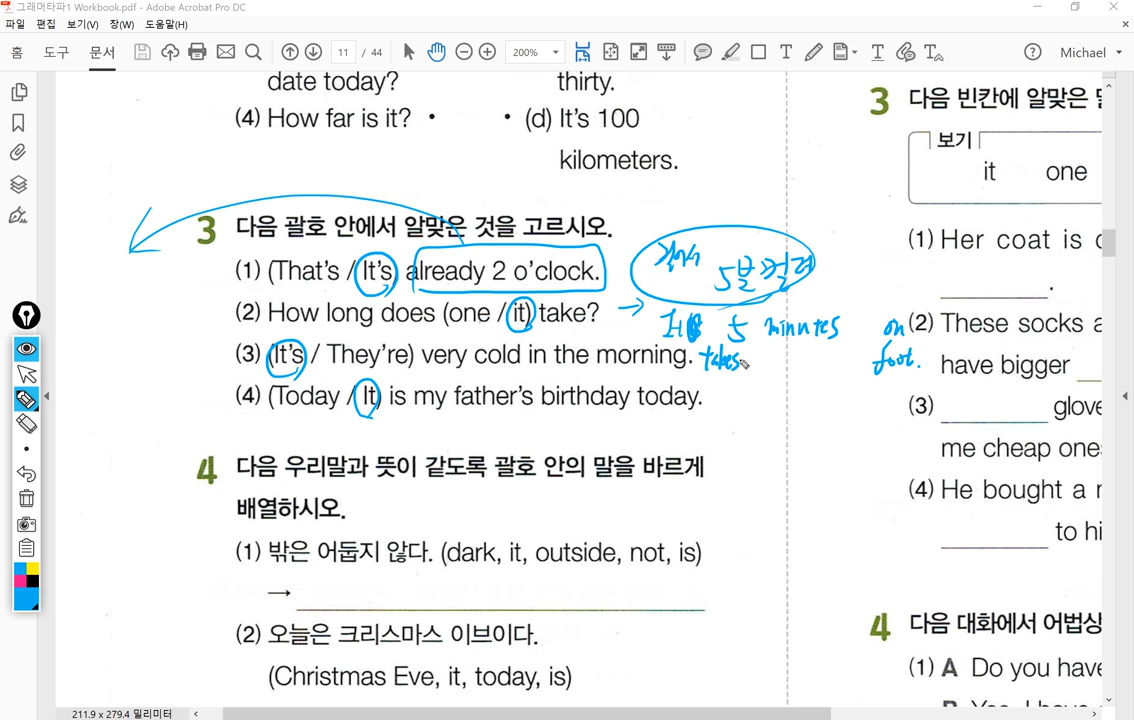 그래머타파1 Workbook.pdf - Adobe Acrobat Pro DC
파일 편집 보기(V) 창(W) 도움말(H)
홈 도구 문서 11 / 44 200% Michael
date today? thirty.
(4) How far is it? • • (d) It's 100
kilometers.
3 다음 괄호 안에서 알맞은 것을 고르시오.
(1) (That's / It's) already 2 o'clock.
걸어서 5분 걸려
(2) How long does (one / it) take? →
It 5 minutes on foot.
takes
(3) (It's / They're) very cold in the morning.
(4) (Today / It) is my father's birthday today.
4 다음 우리말과 뜻이 같도록 괄호 안의 말을 바르게
배열하시오.
(1) 밖은 어둡지 않다. (dark, it, outside, not, is)
→
(2) 오늘은 크리스마스 이브이다.
(Christmas Eve, it, today, is)
3 다음 빈칸에 알맞은
보기
it one
(1) Her coat is
.
(2) These socks a
have bigger
(3) glove
me cheap one
(4) He bought a
to hi
4 다음 대화에서 어법상
(1) A Do you have
211.9 x 279.4 밀리미터